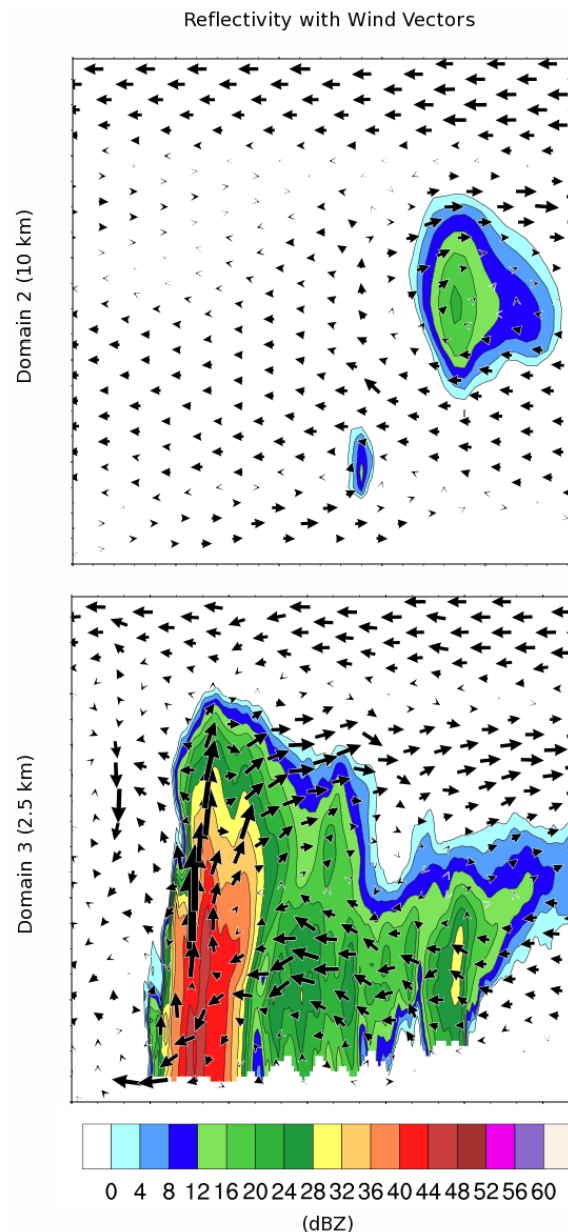 Reflectivity with Wind Vectors
Domain 2 (10 km)
Domain 3 (2.5 km)
0 4 8 12 16 20 24 28 32 36 40 44 48 52 56 60
(dBZ)